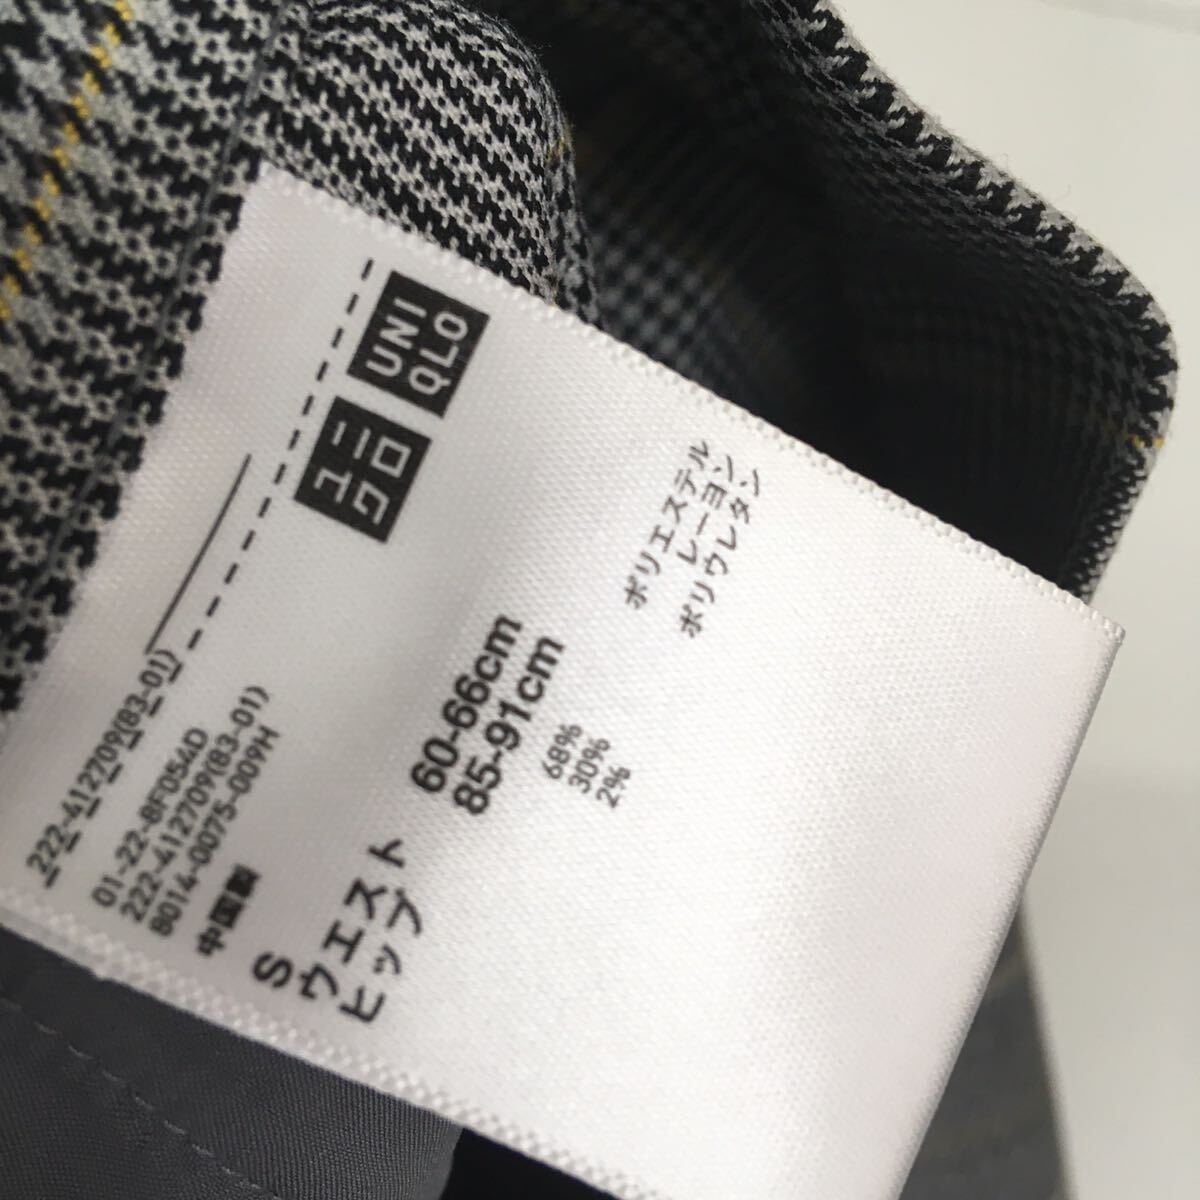 UNI
QLO
ユニ
クロ
222-412709(83-01)
01-22-8F054AD
222-412709(83-01)
8014-0075-009H
中国製
S
ウエスト 60-66cm
ヒップ 85-91cm
ポリエステル 68%
レーヨン 30%
ポリウレタン 2%